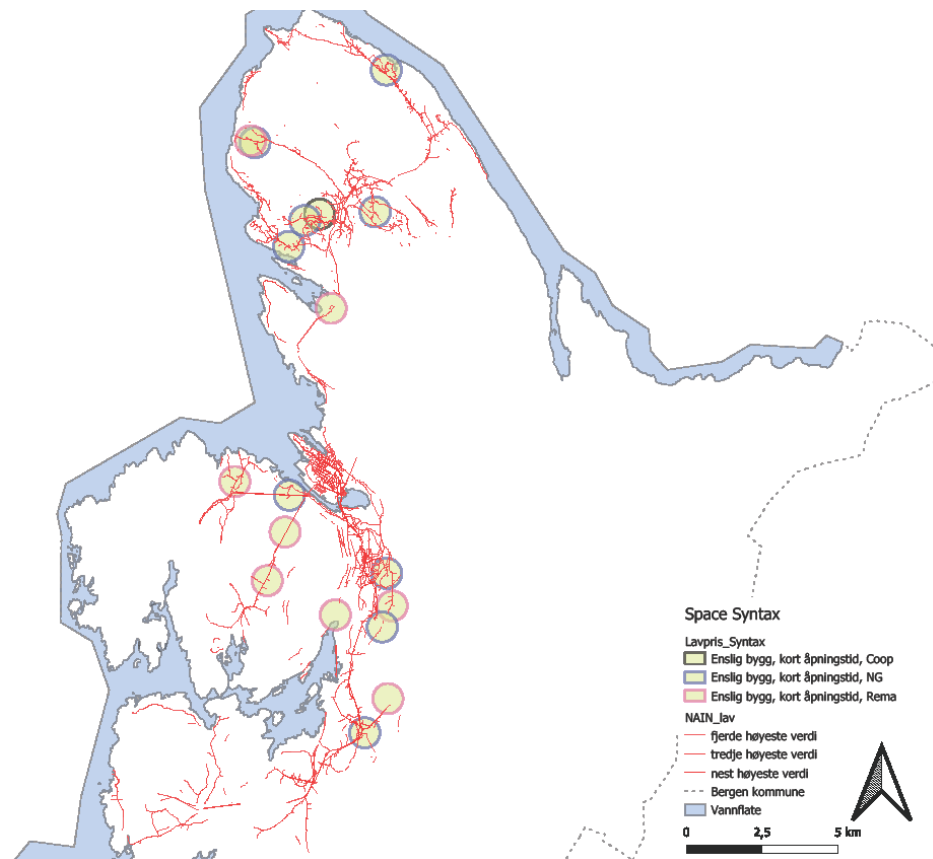 Space Syntax
Lavpris_Syntax
Enslig bygg, kort åpningstid, Coop
Enslig bygg, kort åpningstid, NG
Enslig bygg, kort åpningstid, Rema
NAIN_lav
fjerde høyeste verdi
tredje høyeste verdi
nest høyeste verdi
Bergen kommune
Vannflate
0 2,5 5 km